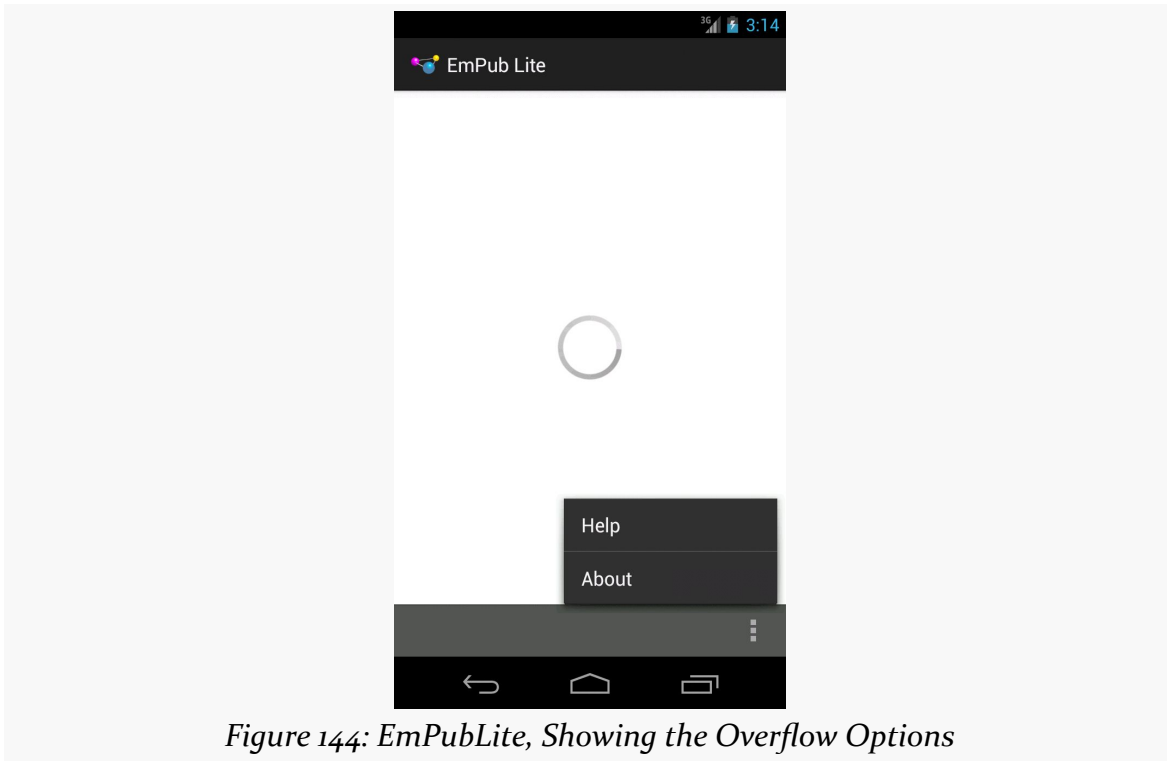 3G 3:14
EmPub Lite
Help
About
Figure 144: EmPubLite, Showing the Overflow Options